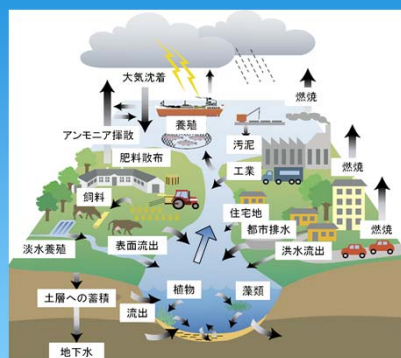 大気沈着
燃焼
養殖
汚泥
アンモニア揮散
肥料散布
工業
燃焼
飼料
住宅地
都市排水
燃焼
淡水養殖
表面流出
洪水流出
植物
藻類
土層への蓄積
流出
地下水